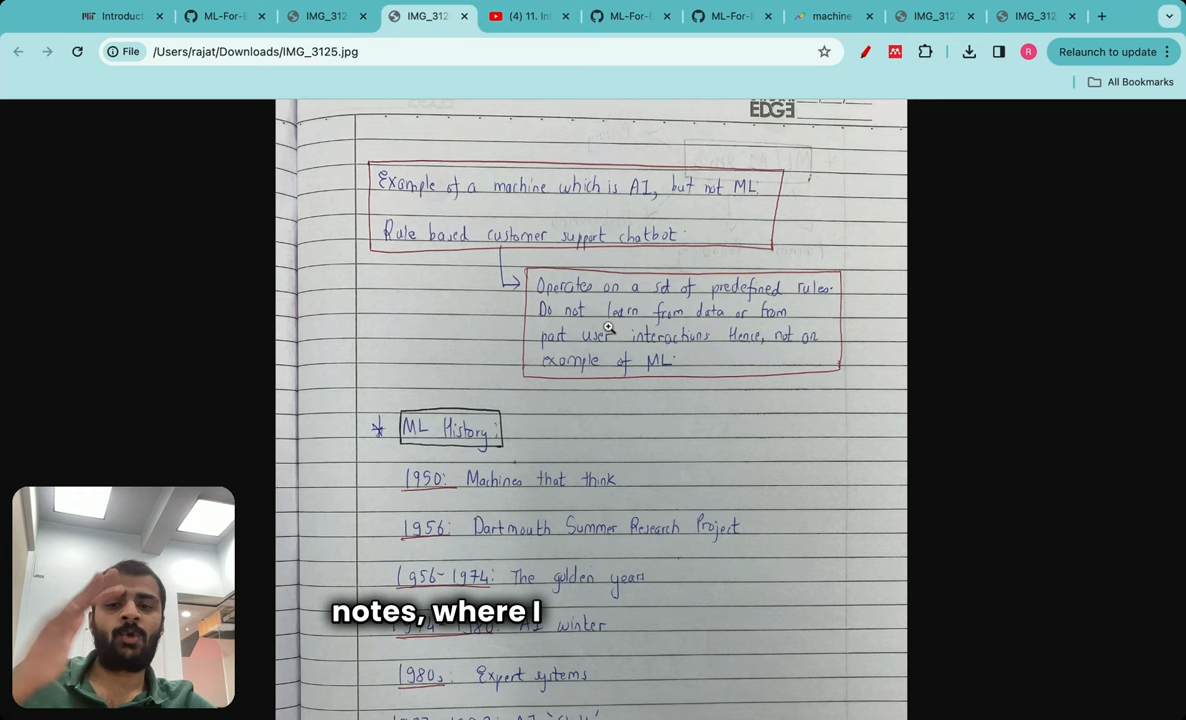 Introduct
ML-For-B
IMG_312
IMG_312
(4) 11. In
ML-For-B
ML-For-B
machine
IMG_312
IMG_312
File
/Users/rajat/Downloads/IMG_3125.jpg
R
Relaunch to update
All Bookmarks
EDGE
Example of a machine which is AI, but not ML.
Rule based customer support chatbot.
Operates on a set of predefined rules.
Do not learn from data or from
part user interactions Hence, not an
example of ML.
* ML History:
1950: Machines that think
1956: Dartmouth Summer Research Project
1956-1974: The golden years
notes, where I
AI winter
1980s: Expert systems